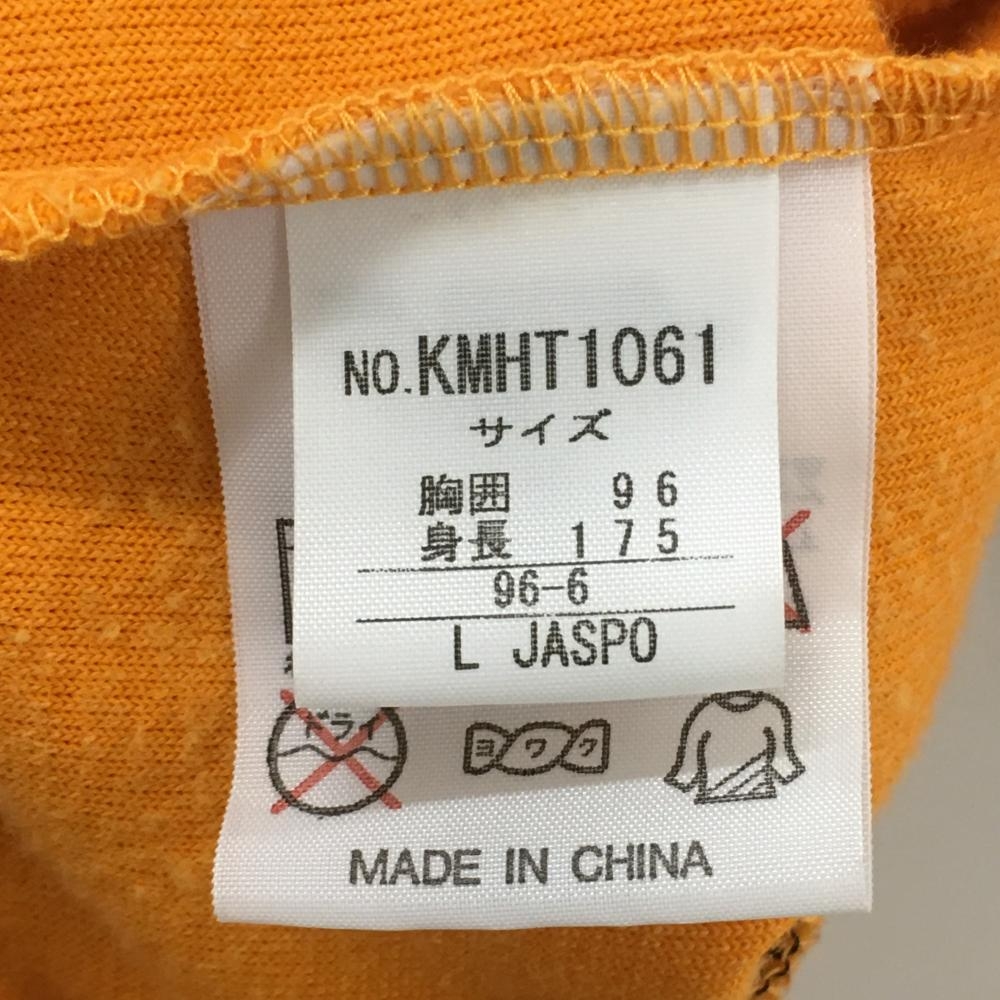 NO.KMHT1061
サイズ
胸囲 96
身長 175
96-6
L JASPO
ドライ
ヨワク
MADE IN CHINA